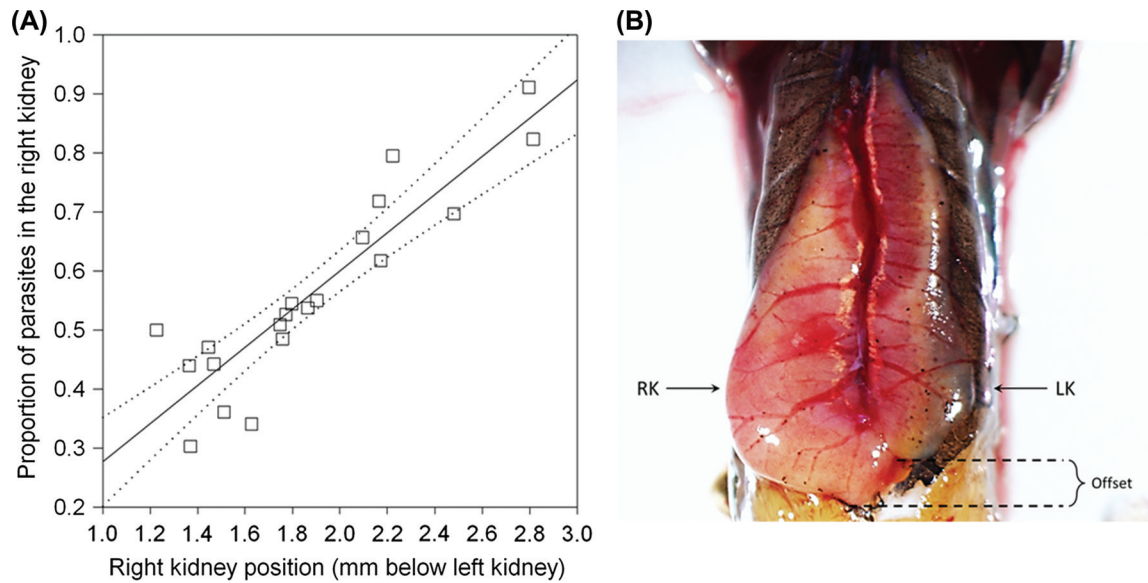 (A)
(B)
1.0
0.9
0.8
0.7
0.6
0.5
0.4
0.3
0.2
Proportion of parasites in the right kidney
1.0 1.2 1.4 1.6 1.8 2.0 2.2 2.4 2.6 2.8 3.0
Right kidney position (mm below left kidney)
RK
LK
Offset